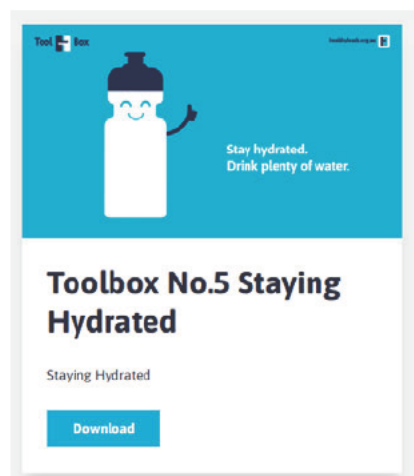 Tool Box
Stay hydrated.
Drink plenty of water.
Toolbox No.5 Staying
Hydrated
Staying Hydrated
Download